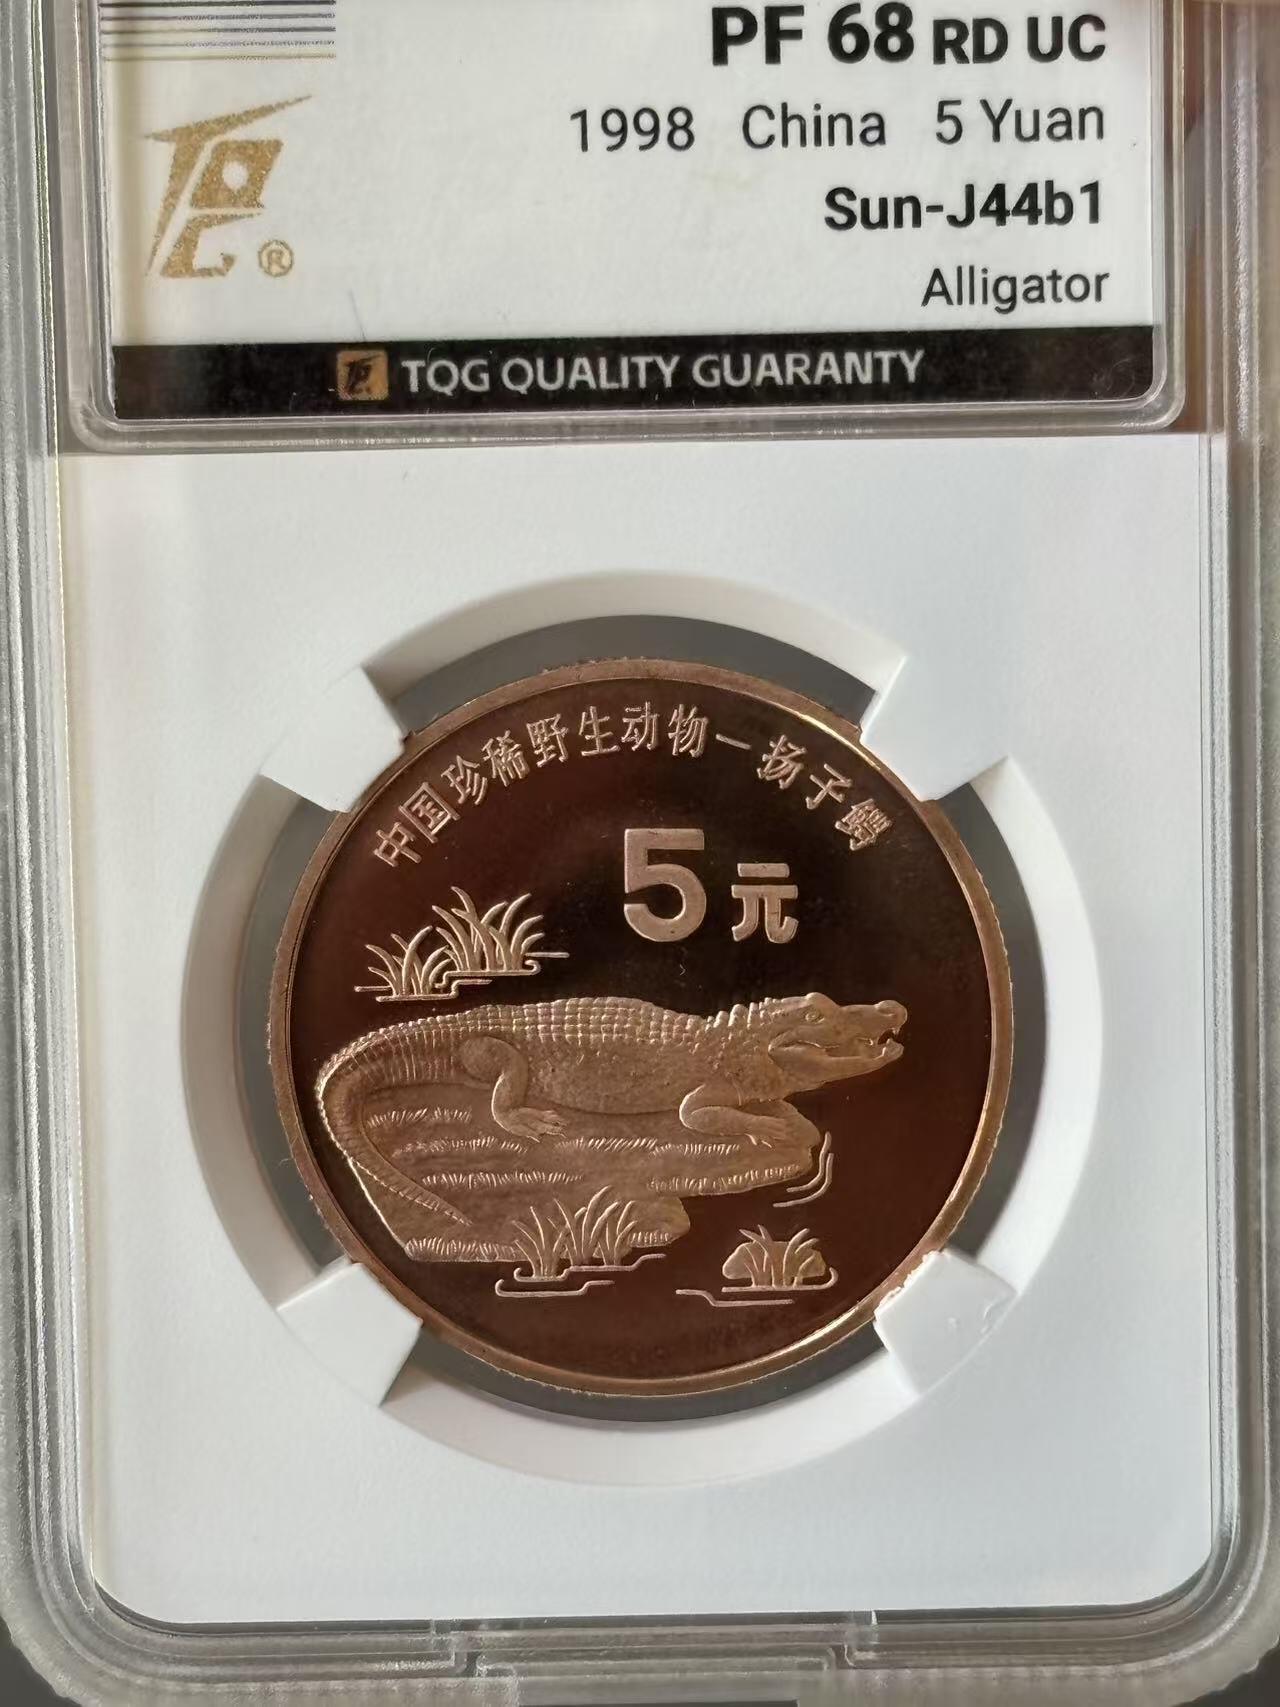 PF 68 RD UC
1998 China 5 Yuan
Sun-J44b1
Alligator
®
TQG QUALITY GUARANTY
中国珍稀野生动物—扬子鳄
5元